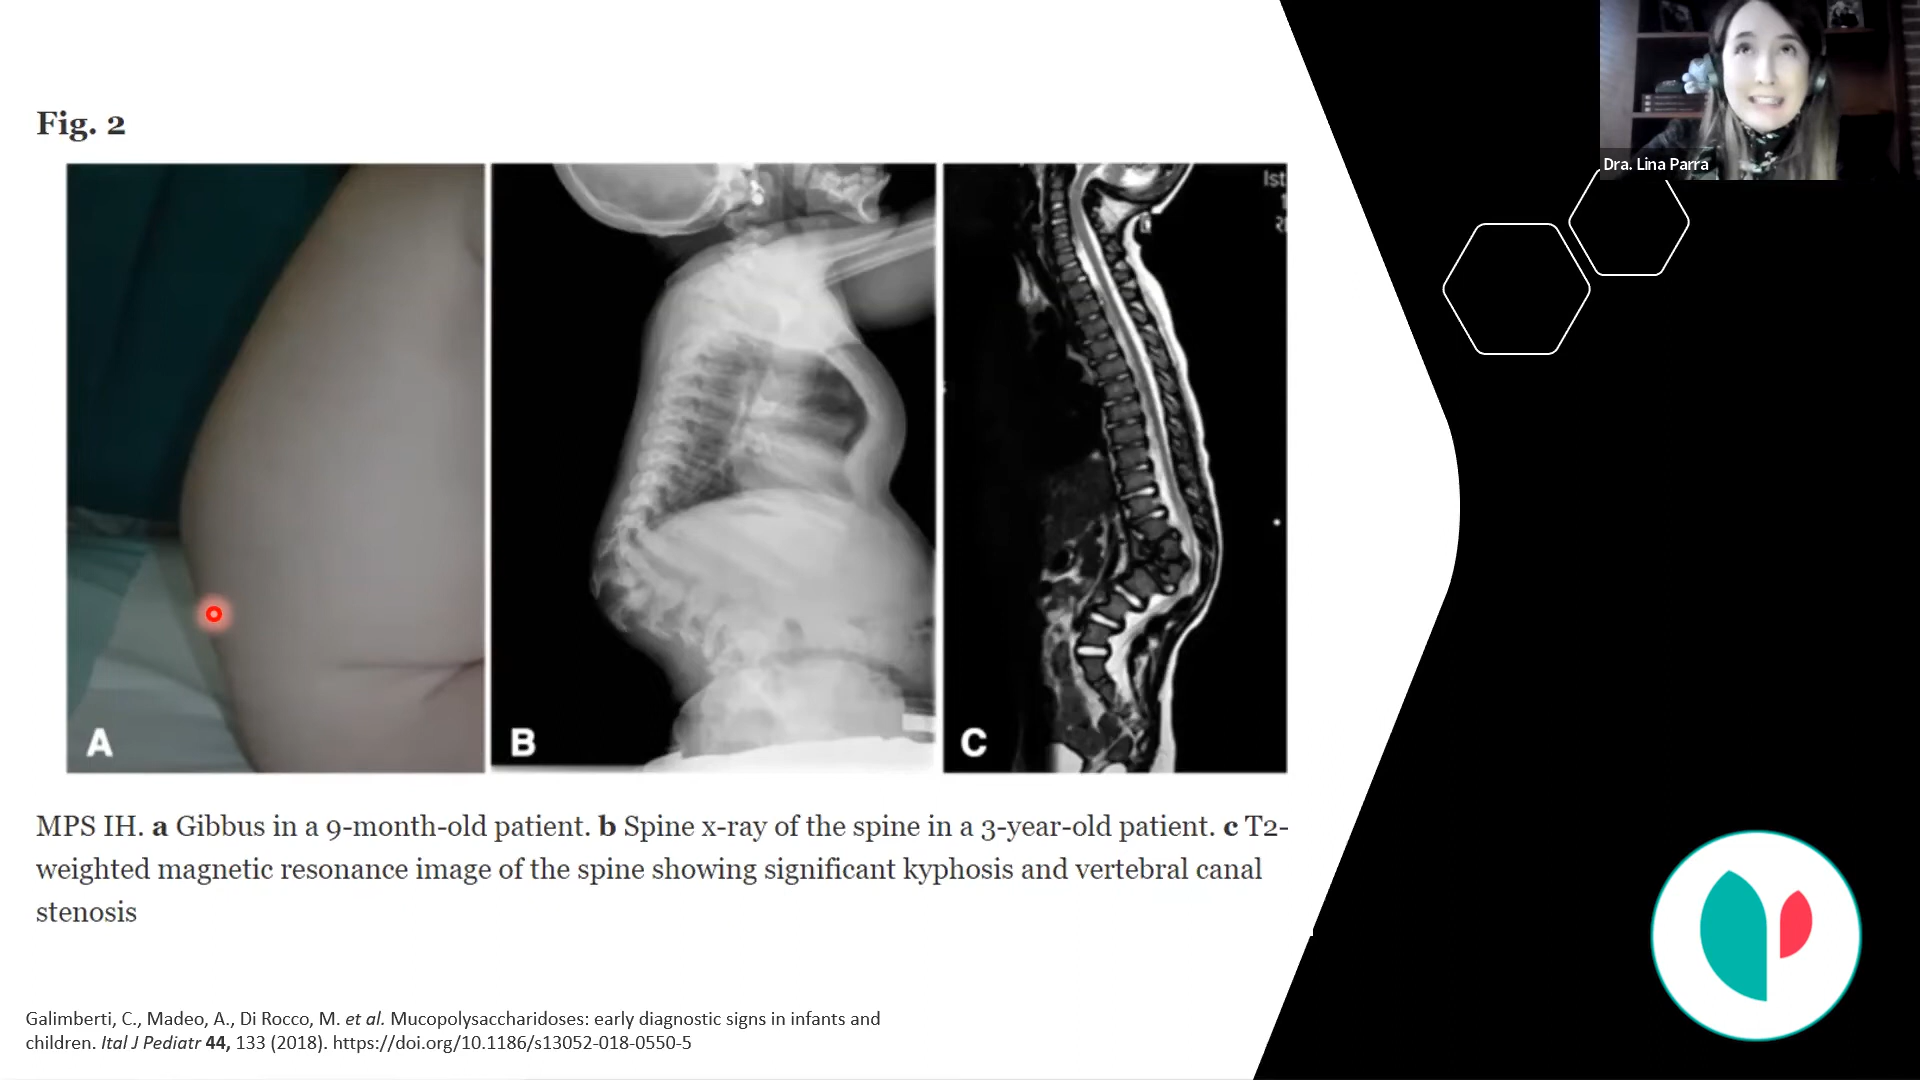 Dra. Lina Parra
Fig. 2
Ist
A
B
C
MPS IH. a Gibbus in a 9-month-old patient. b Spine x-ray of the spine in a 3-year-old patient. c T2-
weighted magnetic resonance image of the spine showing significant kyphosis and vertebral canal
stenosis
Galimberti, C., Madeo, A., Di Rocco, M. et al. Mucopolysaccharidoses: early diagnostic signs in infants and
children. Ital J Pediatr 44, 133 (2018). https://doi.org/10.1186/s13052-018-0550-5